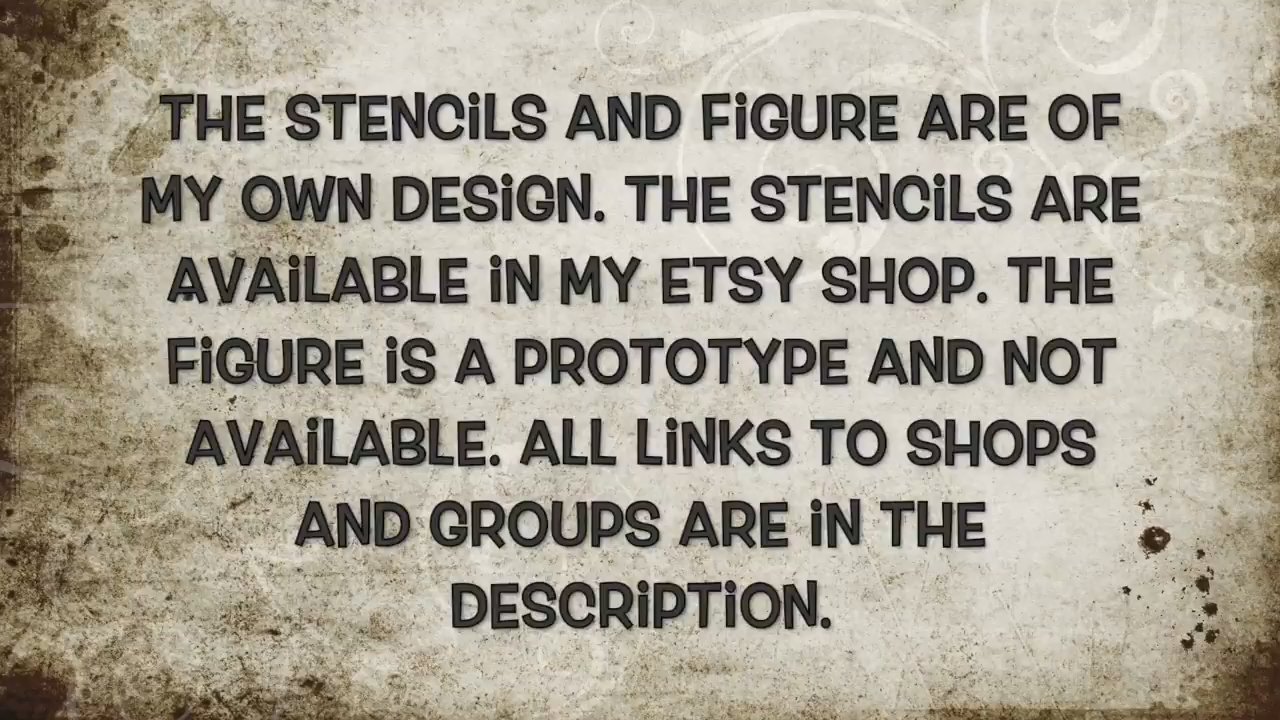 THE STENCiLS AND FiGURE ARE OF
MY OWN DESiGN. THE STENCiLS ARE
AVAiLABLE iN MY ETSY SHOP. THE
FiGURE iS A PROTOTYPE AND NOT
AVAiLABLE. ALL LiNKS TO SHOPS
AND GROUPS ARE iN THE
DESCRiPTiON.